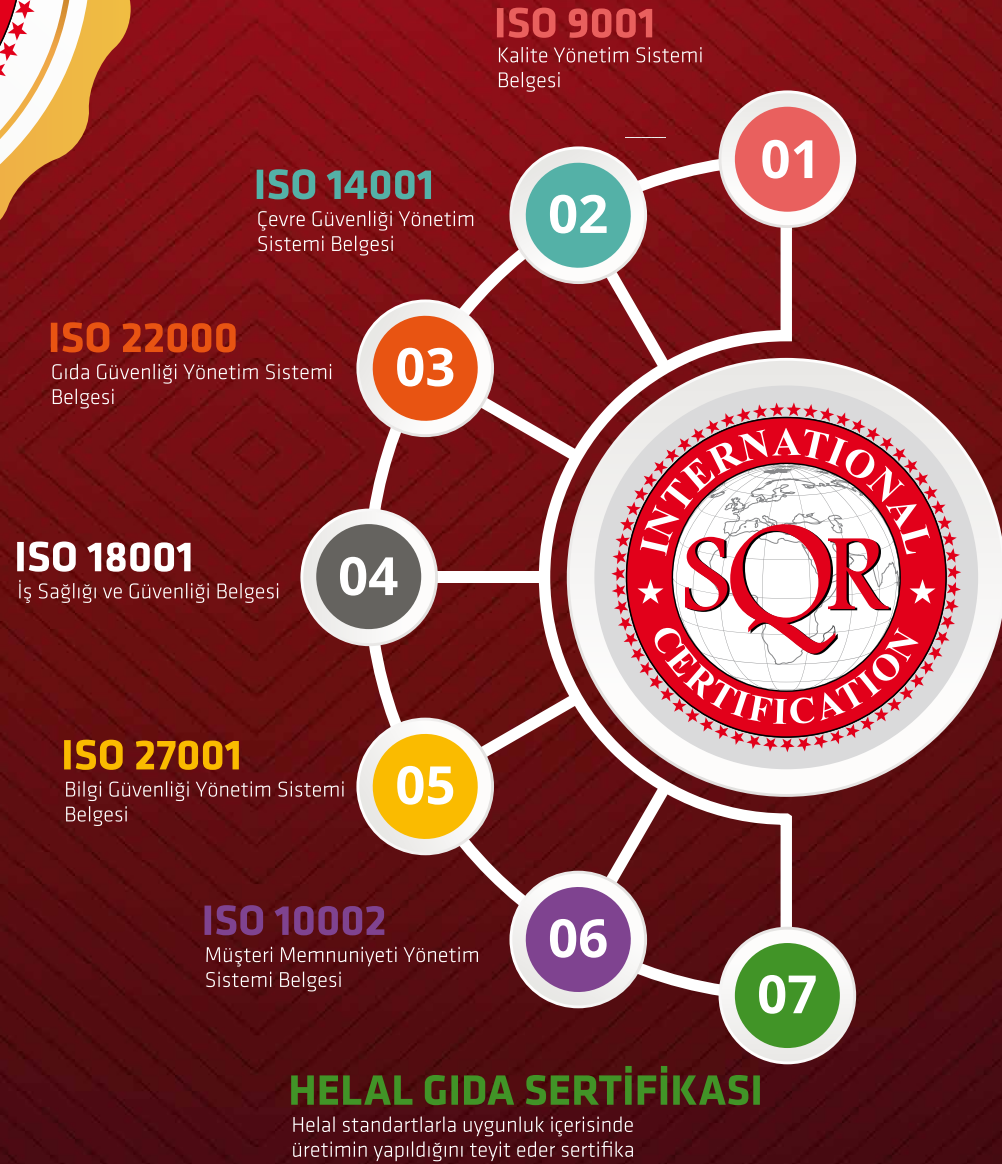 ISO 9001
Kalite Yönetim Sistemi
Belgesi
01
ISO 14001
Çevre Güvenliği Yönetim
Sistemi Belgesi
02
ISO 22000
Gıda Güvenliği Yönetim Sistemi
Belgesi
03
ISO 18001
İş Sağlığı ve Güvenliği Belgesi
04
INTERNATIONAL
SQR
CERTIFICATION
ISO 27001
Bilgi Güvenliği Yönetim Sistemi
Belgesi
05
ISO 10002
Müşteri Memnuniyeti Yönetim
Sistemi Belgesi
06
07
HELAL GIDA SERTİFİKASI
Helal standartlarla uygunluk içerisinde
üretimin yapıldığını teyit eder sertifika